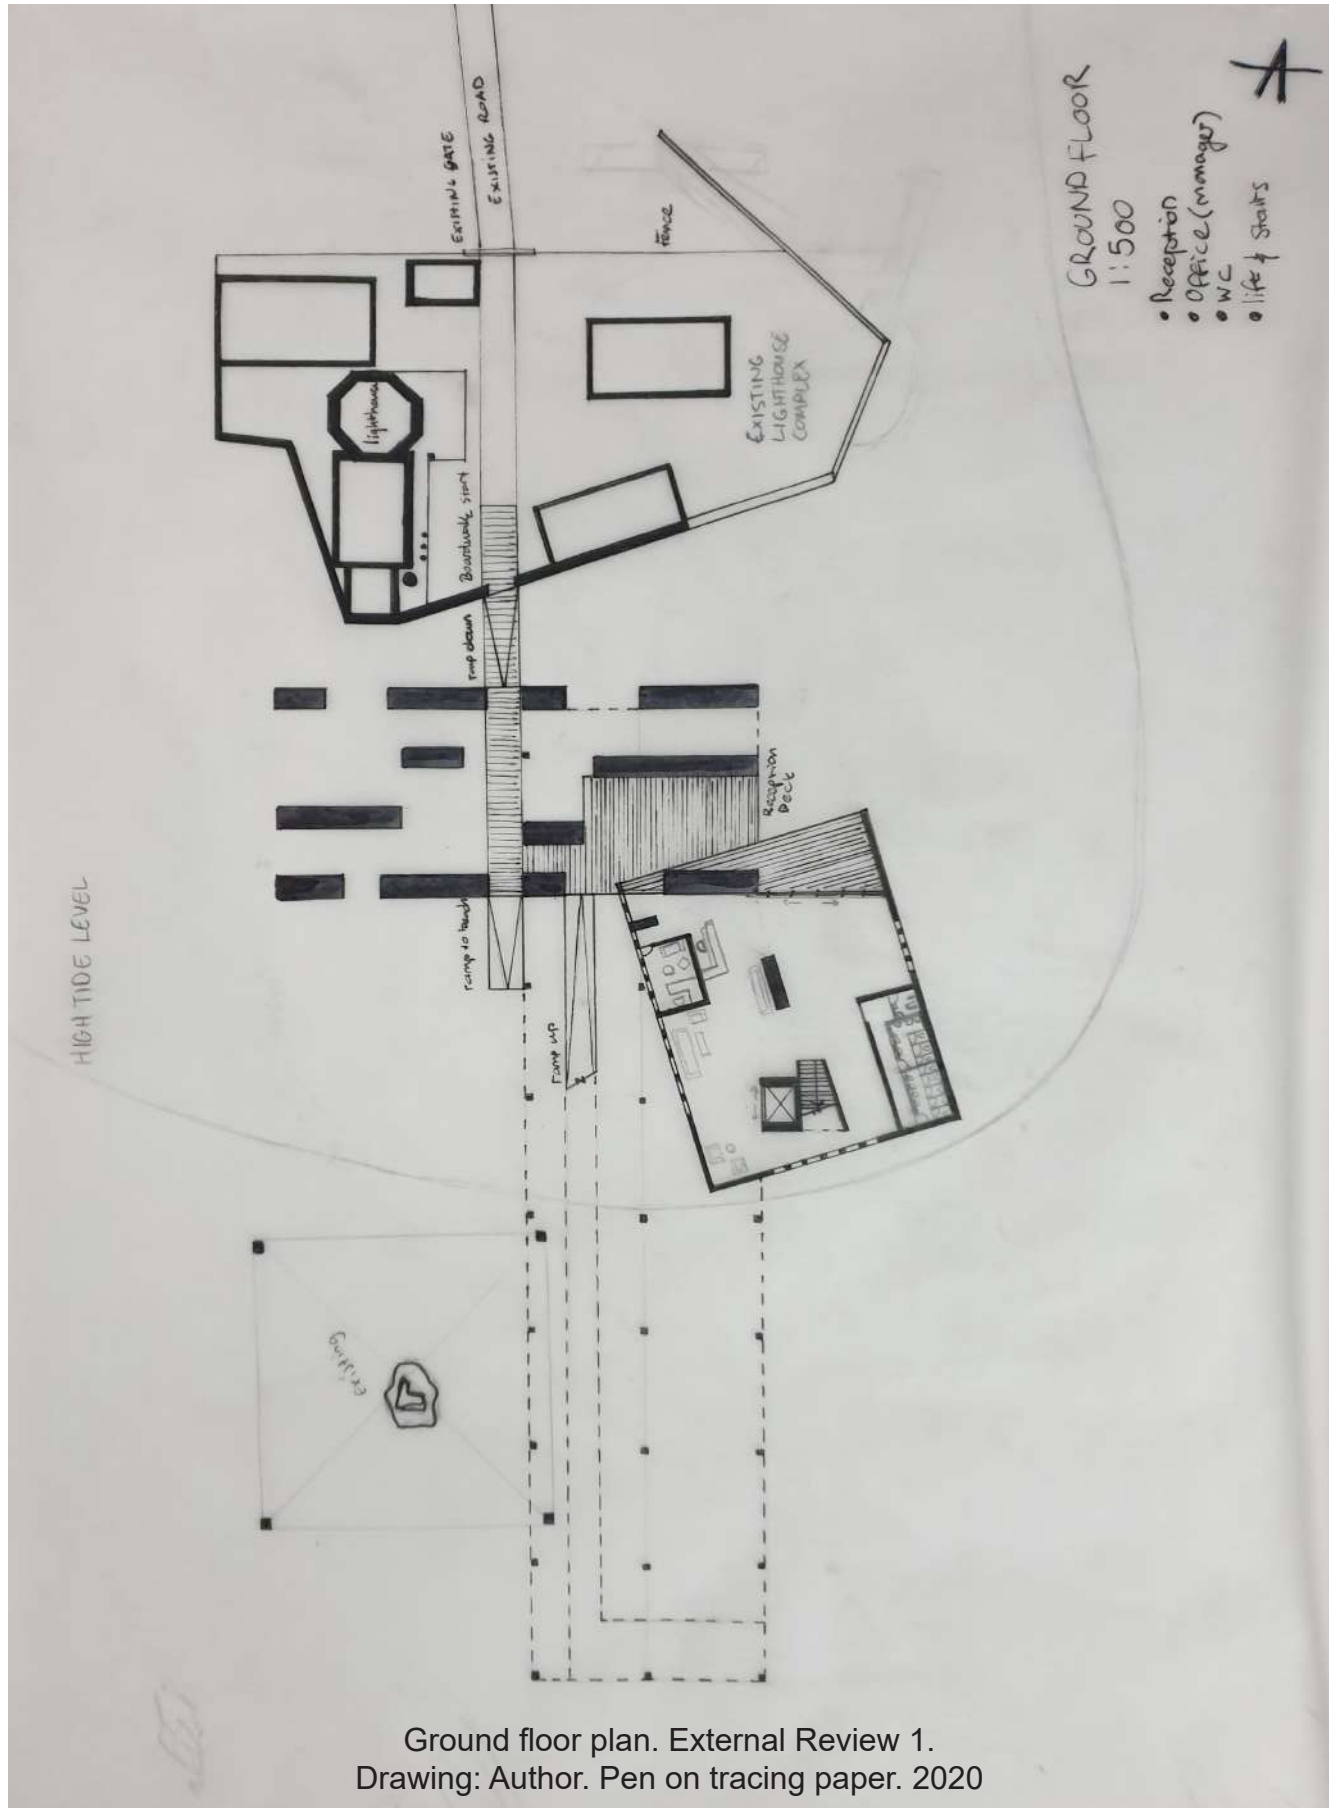 EXISTING GATE
EXISTING ROAD
fence
GROUND FLOOR
1:500
• Reception
• Office (manager)
• WC
• lift & Stairs
lighthouse
EXISTING
LIGHTHOUSE
COMPLEX
Boardwalk start
ramp down
Reception
Deck
HIGH TIDE LEVEL
ramp to beach
ramp up
existing
Ground floor plan. External Review 1.
Drawing: Author. Pen on tracing paper. 2020